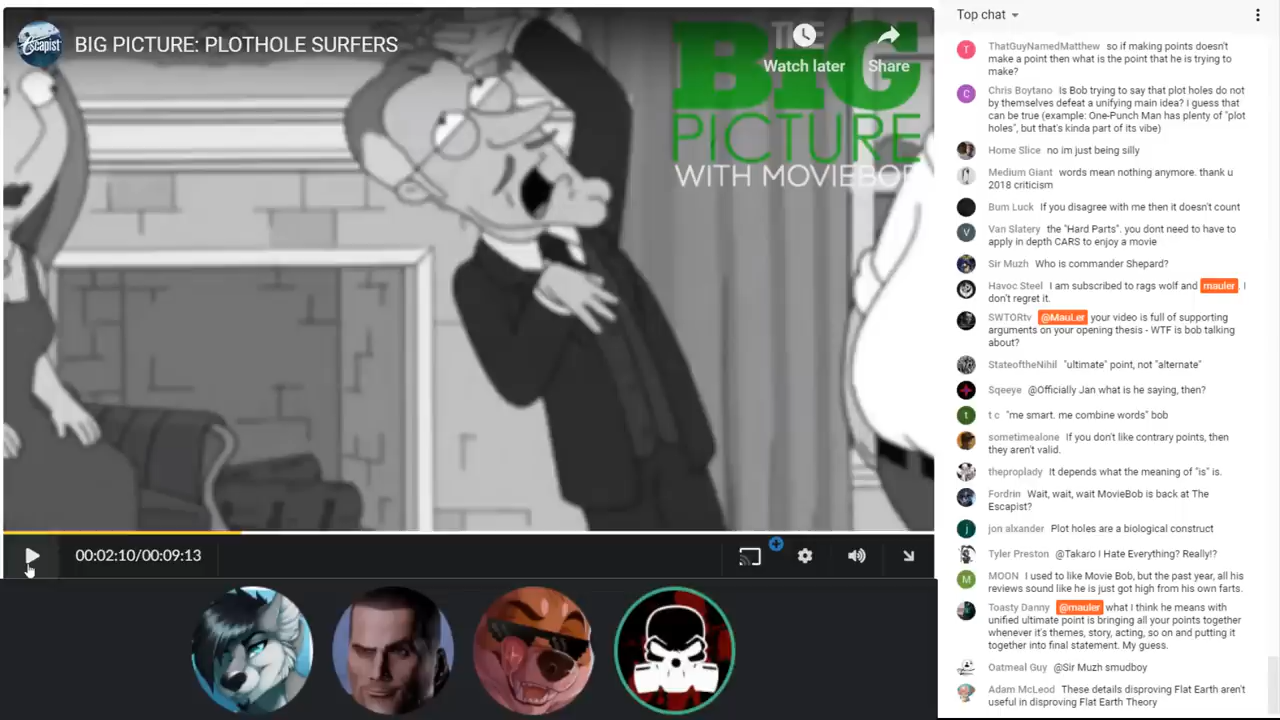 Escapist
BIG PICTURE: PLOTHOLE SURFERS
Watch later
Share
THE
BiG
PICTURE
WITH MOVIEBOB
00:02:10/00:09:13
Top chat
ThatGuyNamedMatthew so if making points doesn't
make a point then what is the point that he is trying to
make?
Chris Boytano Is Bob trying to say that plot holes do not
by themselves defeat a unifying main idea? I guess that
can be true (example: One-Punch Man has plenty of "plot
holes", but that's kinda part of its vibe)
Home Slice no im just being silly
Medium Giant words mean nothing anymore. thank u
2018 criticism
Bum Luck If you disagree with me then it doesn't count
Van Slatery the "Hard Parts". you dont need to have to
apply in depth CARS to enjoy a movie
Sir Muzh Who is commander Shepard?
Havoc Steel I am subscribed to rags wolf and mauler. I
don't regret it.
SWTORtv @MauLer your video is full of supporting
arguments on your opening thesis - WTF is bob talking
about?
StateoftheNihil "ultimate" point, not "alternate"
Sqeeye @Officially Jan what is he saying, then?
t c "me smart. me combine words" bob
sometimealone If you don't like contrary points, then
they aren't valid.
theproplady It depends what the meaning of "is" is.
Fordrin Wait, wait, wait MovieBob is back at The
Escapist?
jon alxander Plot holes are a biological construct
Tyler Preston @Takaro I Hate Everything? Really!?
MOON I used to like Movie Bob, but the past year, all his
reviews sound like he is just got high from his own farts.
Toasty Danny @mauler what I think he means with
unified ultimate point is bringing all your points together
whenever it's themes, story, acting, so on and putting it
together into final statement. My guess.
Oatmeal Guy @Sir Muzh smudboy
Adam McLeod These details disproving Flat Earth aren't
useful in disproving Flat Earth Theory